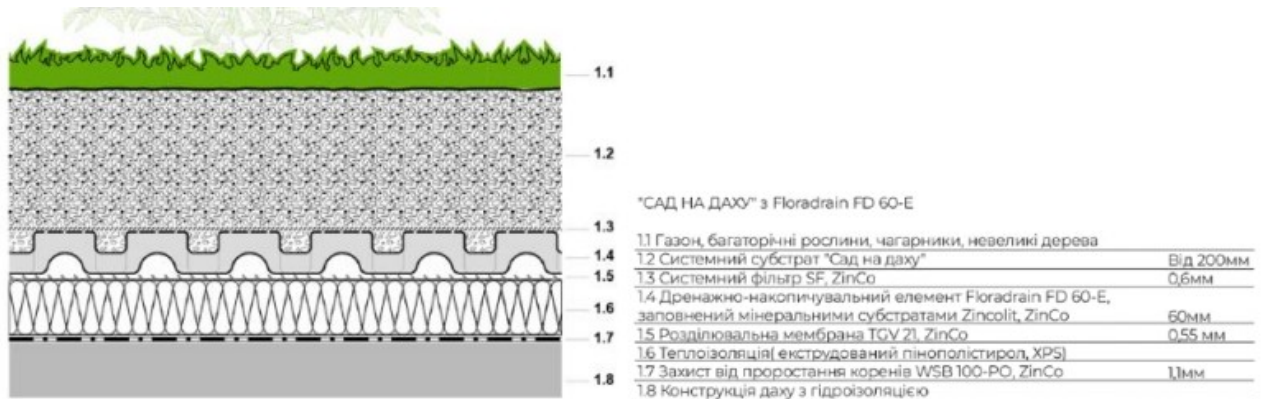 1.1
1.2
1.3
1.4
1.5
1.6
1.7
1.8
"САД НА ДАХУ" з Floradrain FD 60-E
1.1 Газон, багаторічні рослини, чагарники, невеликі дерева
1.2 Системний субстрат "Сад на даху" Від 200мм
1.3 Системний фільтр SF, ZinCo 0,6мм
1.4 Дренажно-накопичувальний елемент Floradrain FD 60-E,
заповнений мінеральними субстратами Zincolit, ZinCo 60мм
1.5 Розділювальна мембрана TGV 21, ZinCo 0,55 мм
1.6 Теплоізоляція( екструдований пінополістирол, XPS)
1.7 Захист від проростання коренів WSB 100-PO, ZinCo 1,1мм
1.8 Конструкція даху з гідроізоляцією